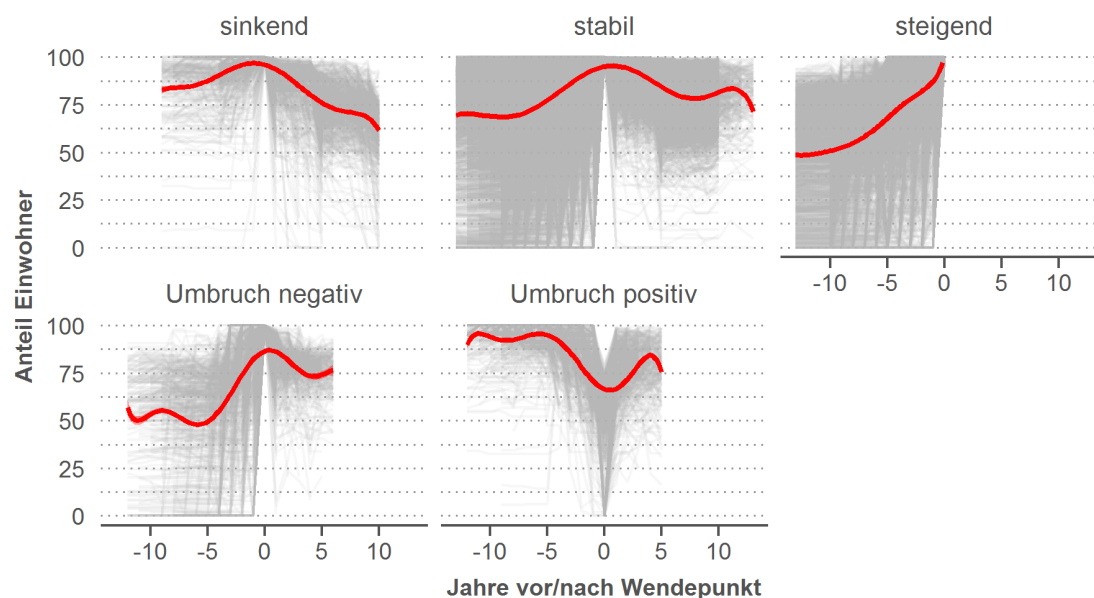 sinkend stabil steigend
100
75
50
25
0
-10 -5 0 5 10
Anteil Einwohner
Umbruch negativ Umbruch positiv
100
75
50
25
0
-10 -5 0 5 10 -10 -5 0 5 10
Jahre vor/nach Wendepunkt